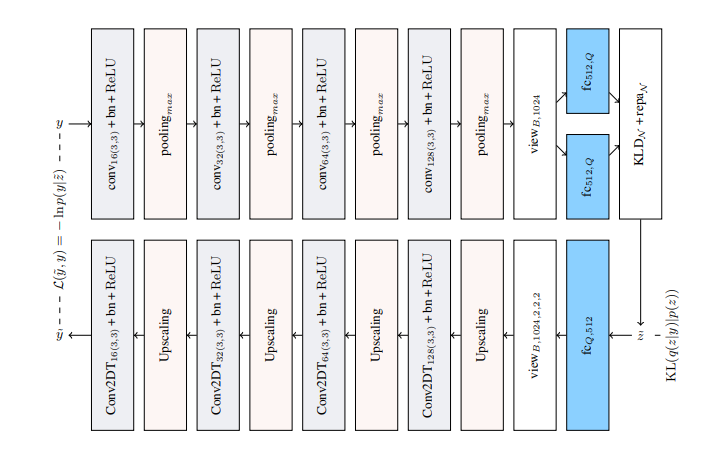 y
conv16(3,3) + bn + ReLU
poolingmax
conv32(3,3) + bn + ReLU
poolingmax
conv64(3,3) + bn + ReLU
poolingmax
conv128(3,3) + bn + ReLU
poolingmax
viewB,1024
fc512,Q
fc512,Q
KLD𝒩 + repa𝒩
ℒ(ỹ, y) = − ln p(y|z̃)
ỹ
Conv2DT16(3,3) + bn + ReLU
Upscaling
Conv2DT32(3,3) + bn + ReLU
Upscaling
Conv2DT64(3,3) + bn + ReLU
Upscaling
Conv2DT128(3,3) + bn + ReLU
Upscaling
viewB,1024,2,2,2
fcQ,512
z̃
KL(q(z|y)|p(z))